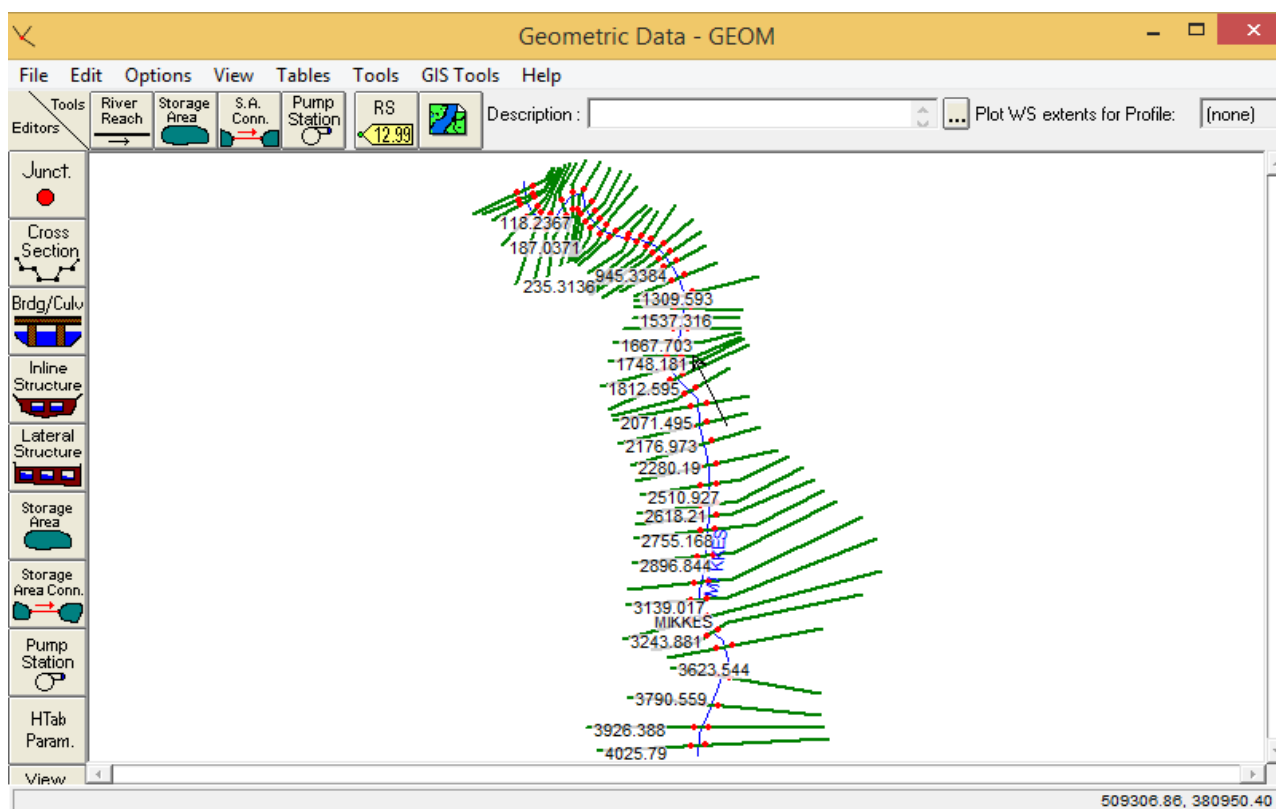 Geometric Data - GEOM
File Edit Options View Tables Tools GIS Tools Help
Tools
Editors
River
Reach
Storage
Area
S.A.
Conn.
Pump
Station
RS
12.99
Description :
...
Plot WS extents for Profile:
(none)
Junct.
Cross
Section
Brdg/Culv
Inline
Structure
Lateral
Structure
Storage
Area
Storage
Area Conn.
Pump
Station
HTab
Param.
View
118.2367
187.0371
235.3136
945.3384
1309.593
1537.316
1667.703
1748.181
1812.595
2071.495
2176.973
2280.19
2510.927
2618.21
2755.168
2896.844
3139.017
MIKKES
3243.881
3623.544
3790.559
3926.388
4025.79
509306.86, 380950.40